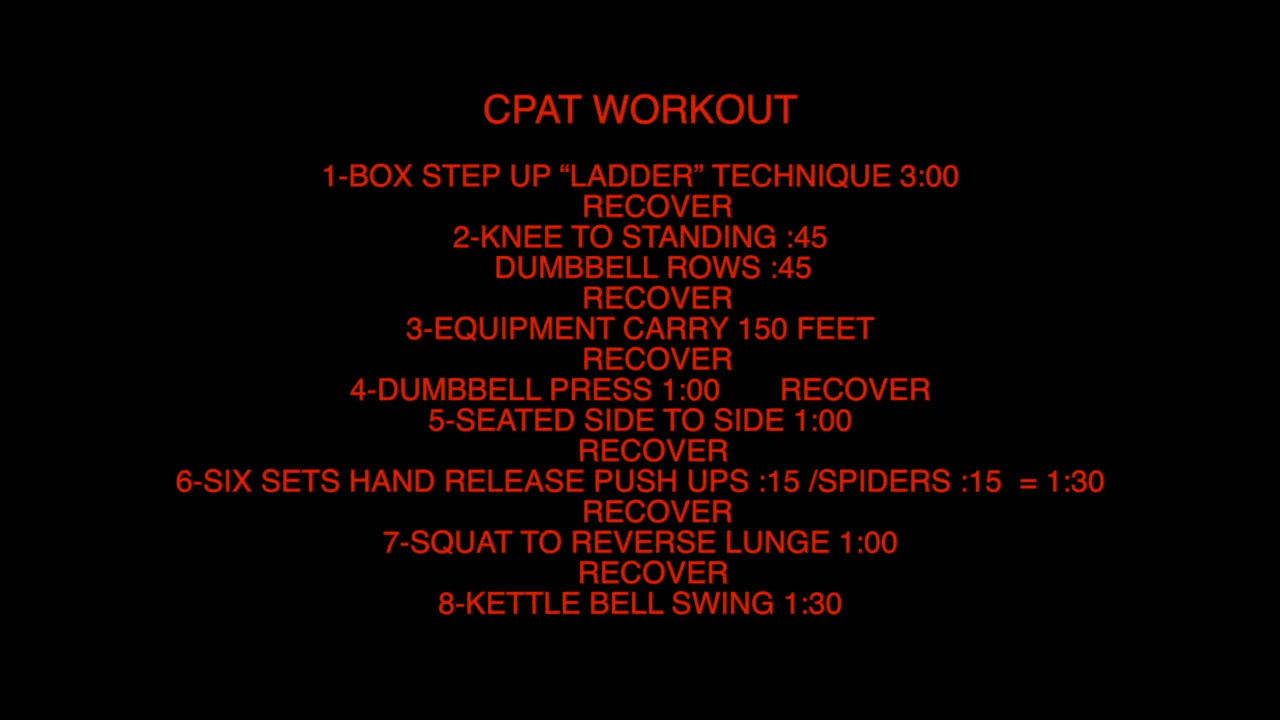 CPAT WORKOUT
1-BOX STEP UP “LADDER” TECHNIQUE 3:00
RECOVER
2-KNEE TO STANDING :45
DUMBBELL ROWS :45
RECOVER
3-EQUIPMENT CARRY 150 FEET
RECOVER
4-DUMBBELL PRESS 1:00 RECOVER
5-SEATED SIDE TO SIDE 1:00
RECOVER
6-SIX SETS HAND RELEASE PUSH UPS :15 /SPIDERS :15 = 1:30
RECOVER
7-SQUAT TO REVERSE LUNGE 1:00
RECOVER
8-KETTLE BELL SWING 1:30